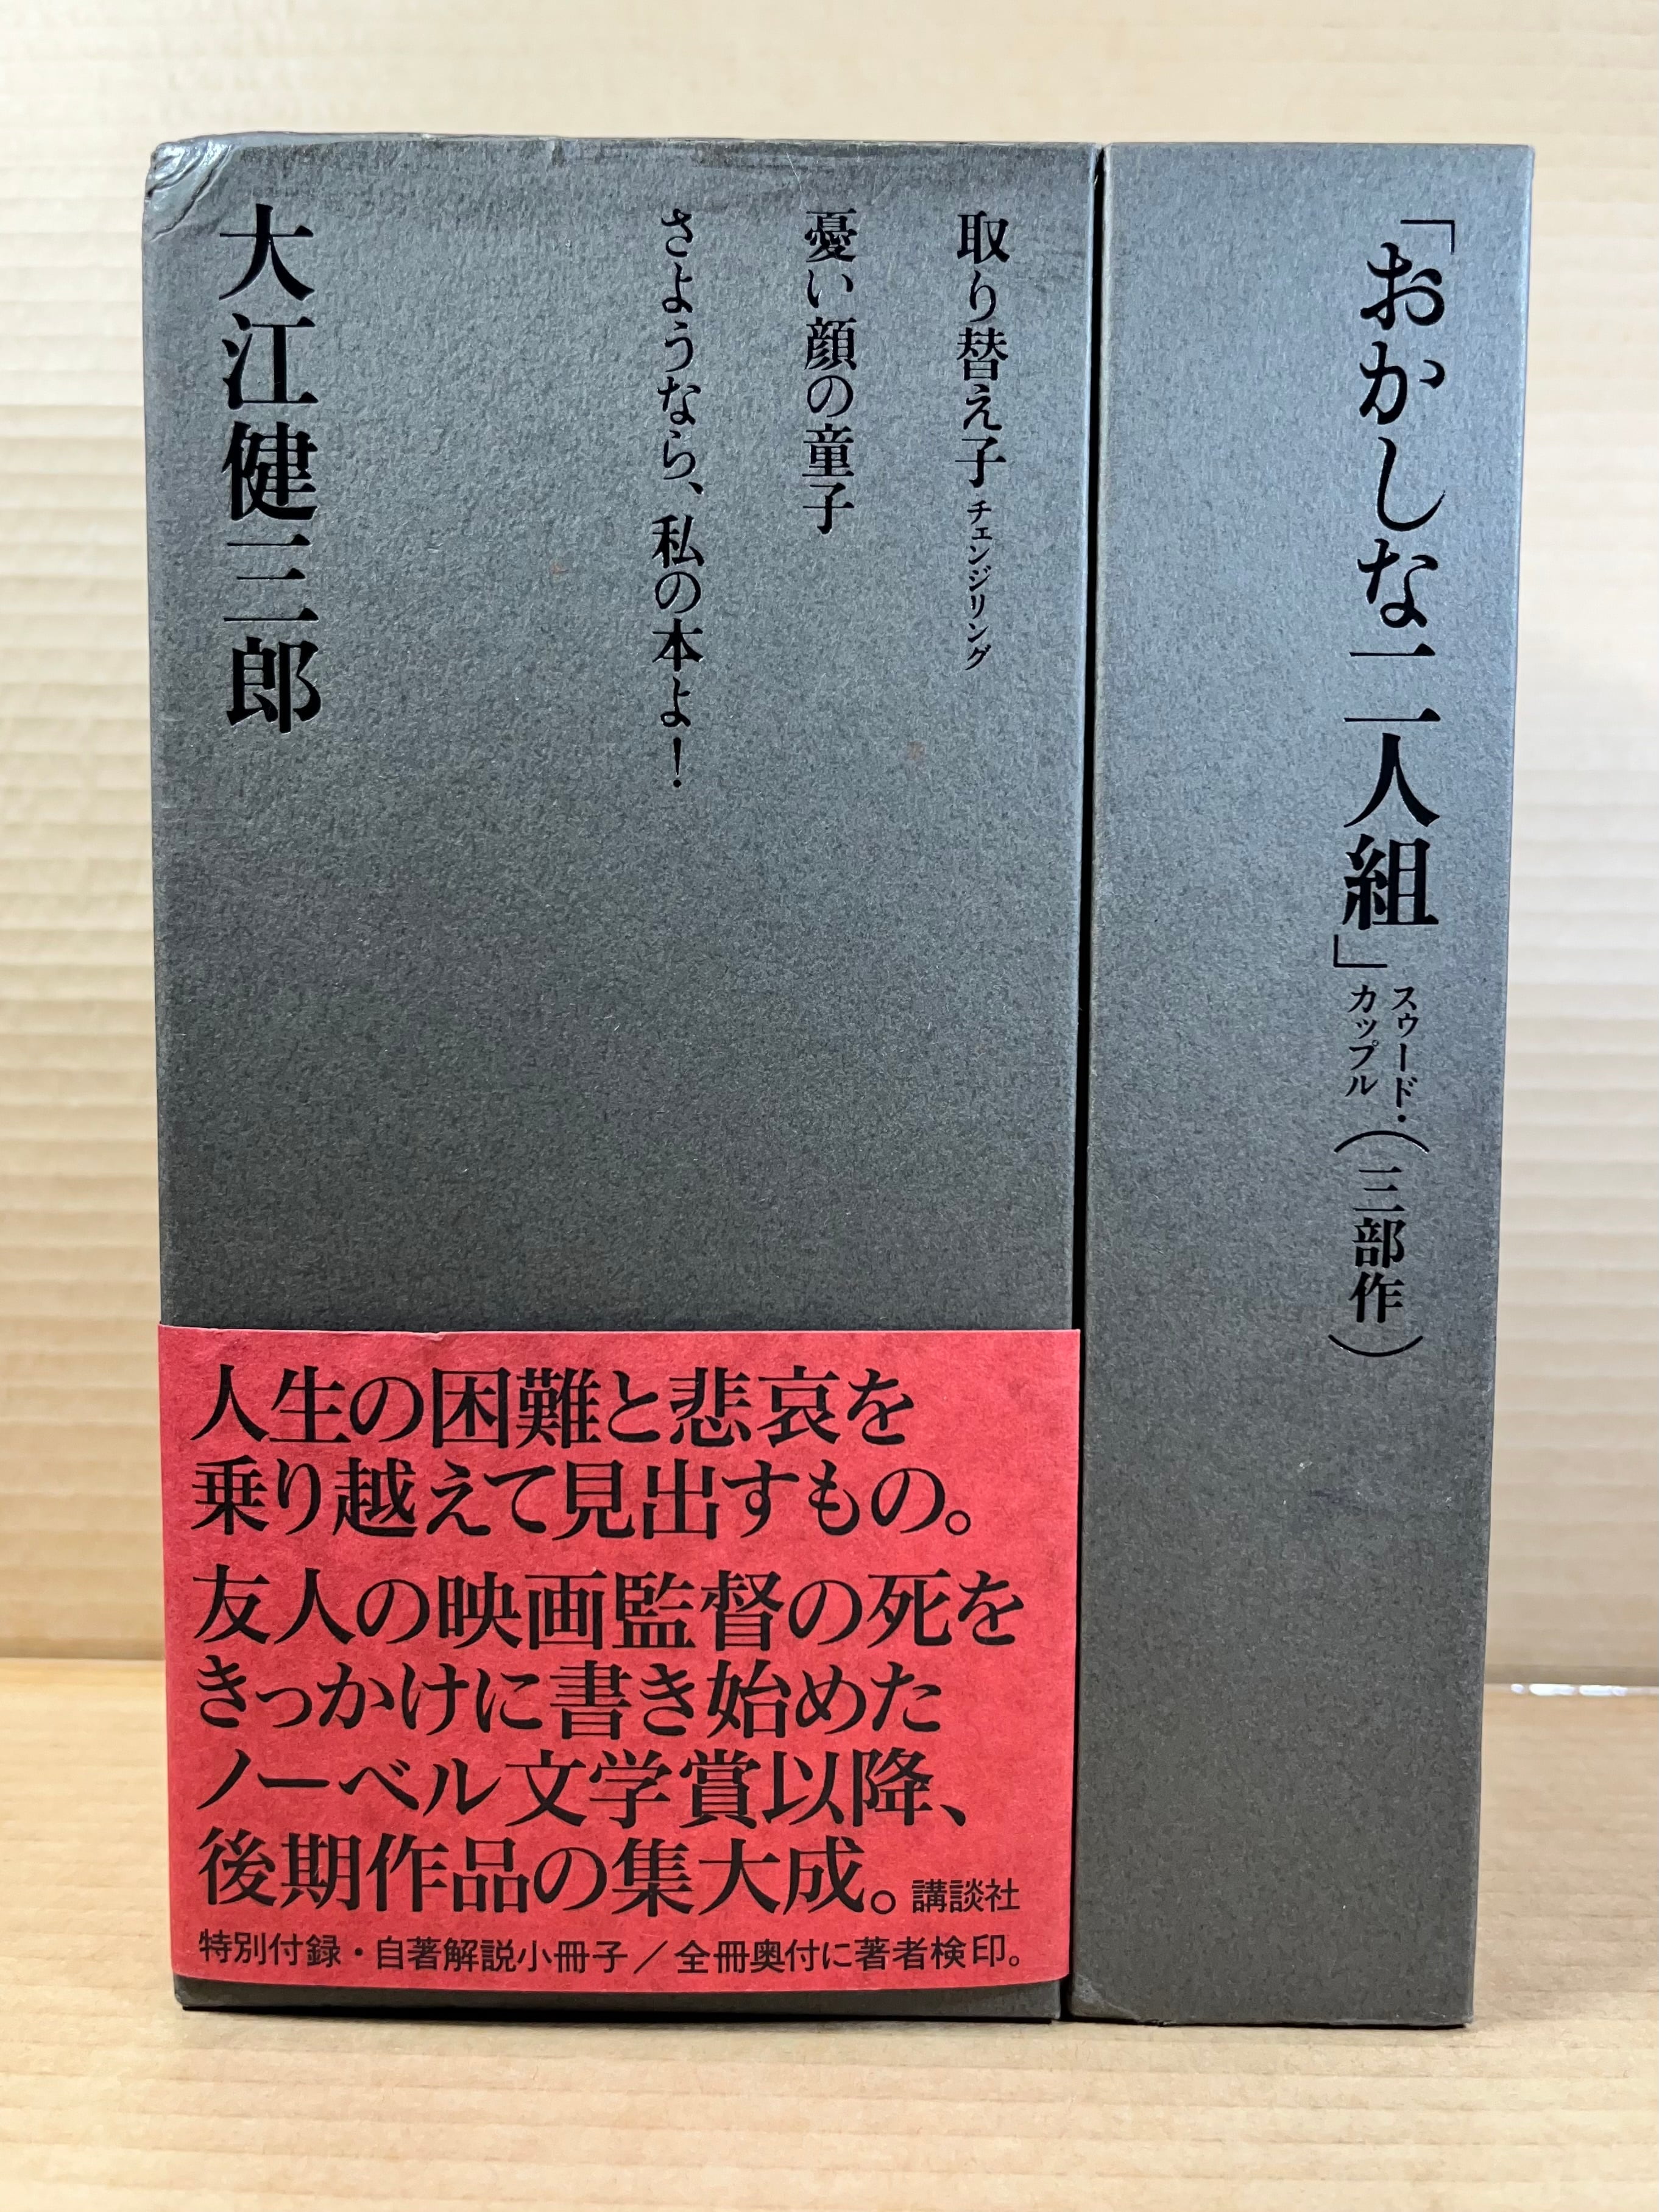 「おかしな二人組」スゥード・カップル（三部作）
取り替え子 チェンジリング
憂い顔の童子
さようなら、私の本よ！
大江健三郎
人生の困難と悲哀を
乗り越えて見出すもの。
友人の映画監督の死を
きっかけに書き始めた
ノーベル文学賞以降、
後期作品の集大成。講談社
特別付録・自著解説小冊子／全冊奥付に著者検印。